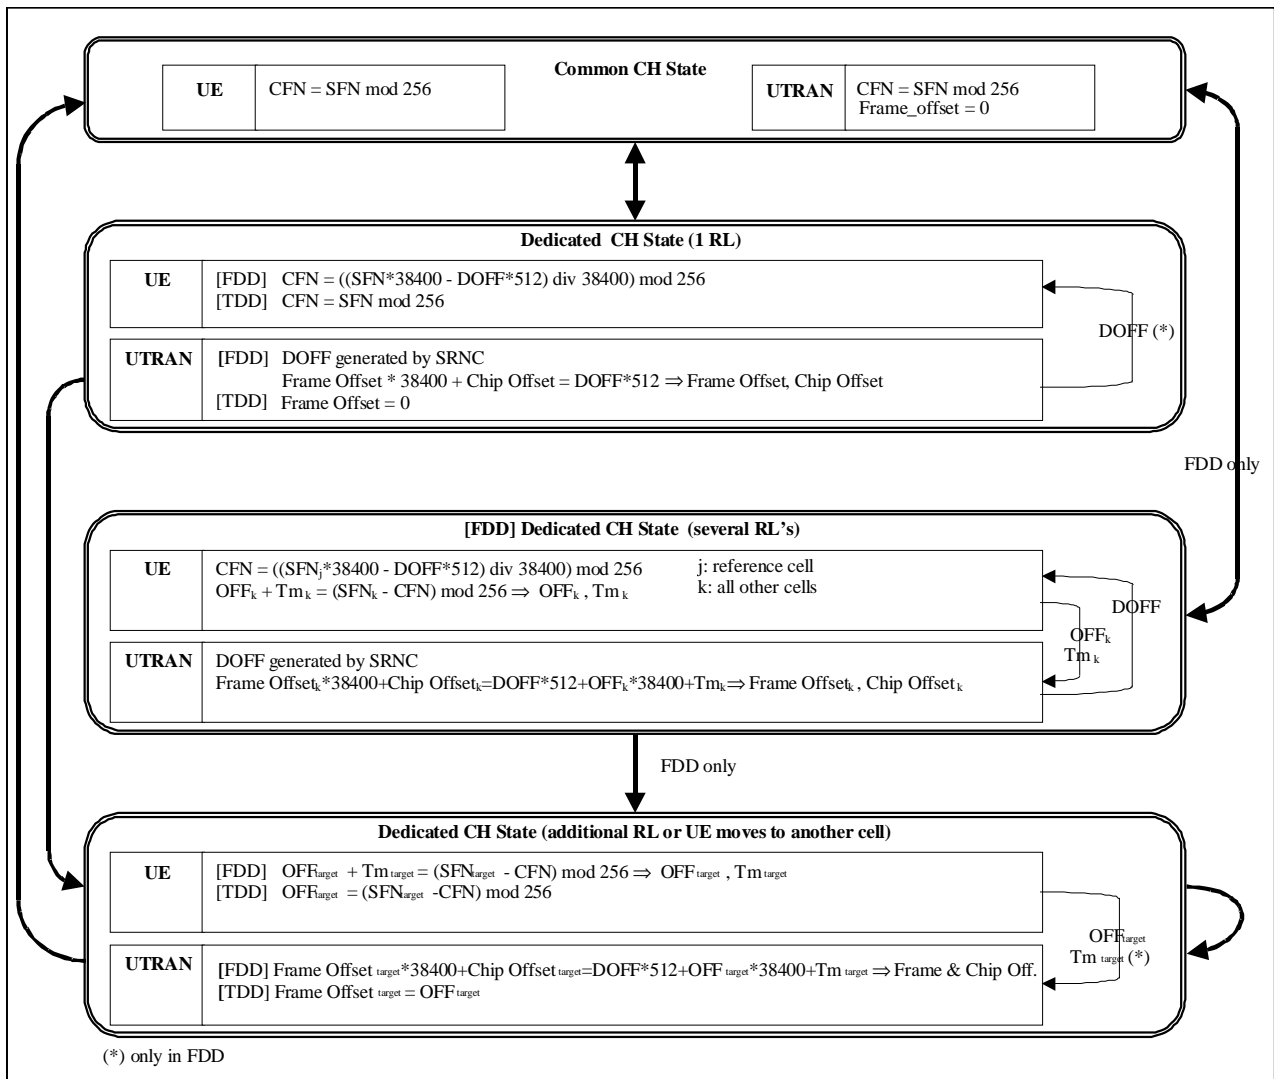 Common CH State
UE CFN = SFN mod 256
UTRAN CFN = SFN mod 256
Frame_offset = 0
Dedicated CH State (1 RL)
UE [FDD] CFN = ((SFN*38400 - DOFF*512) div 38400) mod 256
[TDD] CFN = SFN mod 256
DOFF (*)
UTRAN [FDD] DOFF generated by SRNC
Frame Offset * 38400 + Chip Offset = DOFF*512 ⇒ Frame Offset, Chip Offset
[TDD] Frame Offset = 0
FDD only
[FDD] Dedicated CH State (several RL's)
UE CFN = ((SFNj*38400 - DOFF*512) div 38400) mod 256 j: reference cell
OFFk + Tmk = (SFNk - CFN) mod 256 ⇒ OFFk , Tmk k: all other cells
DOFF
OFFk
Tmk
UTRAN DOFF generated by SRNC
Frame Offsetk*38400+Chip Offsetk=DOFF*512+OFFk*38400+Tmk⇒ Frame Offsetk , Chip Offsetk
FDD only
Dedicated CH State (additional RL or UE moves to another cell)
UE [FDD] OFFtarget + Tmtarget = (SFNtarget - CFN) mod 256 ⇒ OFFtarget , Tmtarget
[TDD] OFFtarget = (SFNtarget -CFN) mod 256
OFFtarget
Tmtarget (*)
UTRAN [FDD] Frame Offset target*38400+Chip Offset target=DOFF*512+OFF target*38400+Tm target ⇒ Frame & Chip Off.
[TDD] Frame Offset target = OFF target
(*) only in FDD